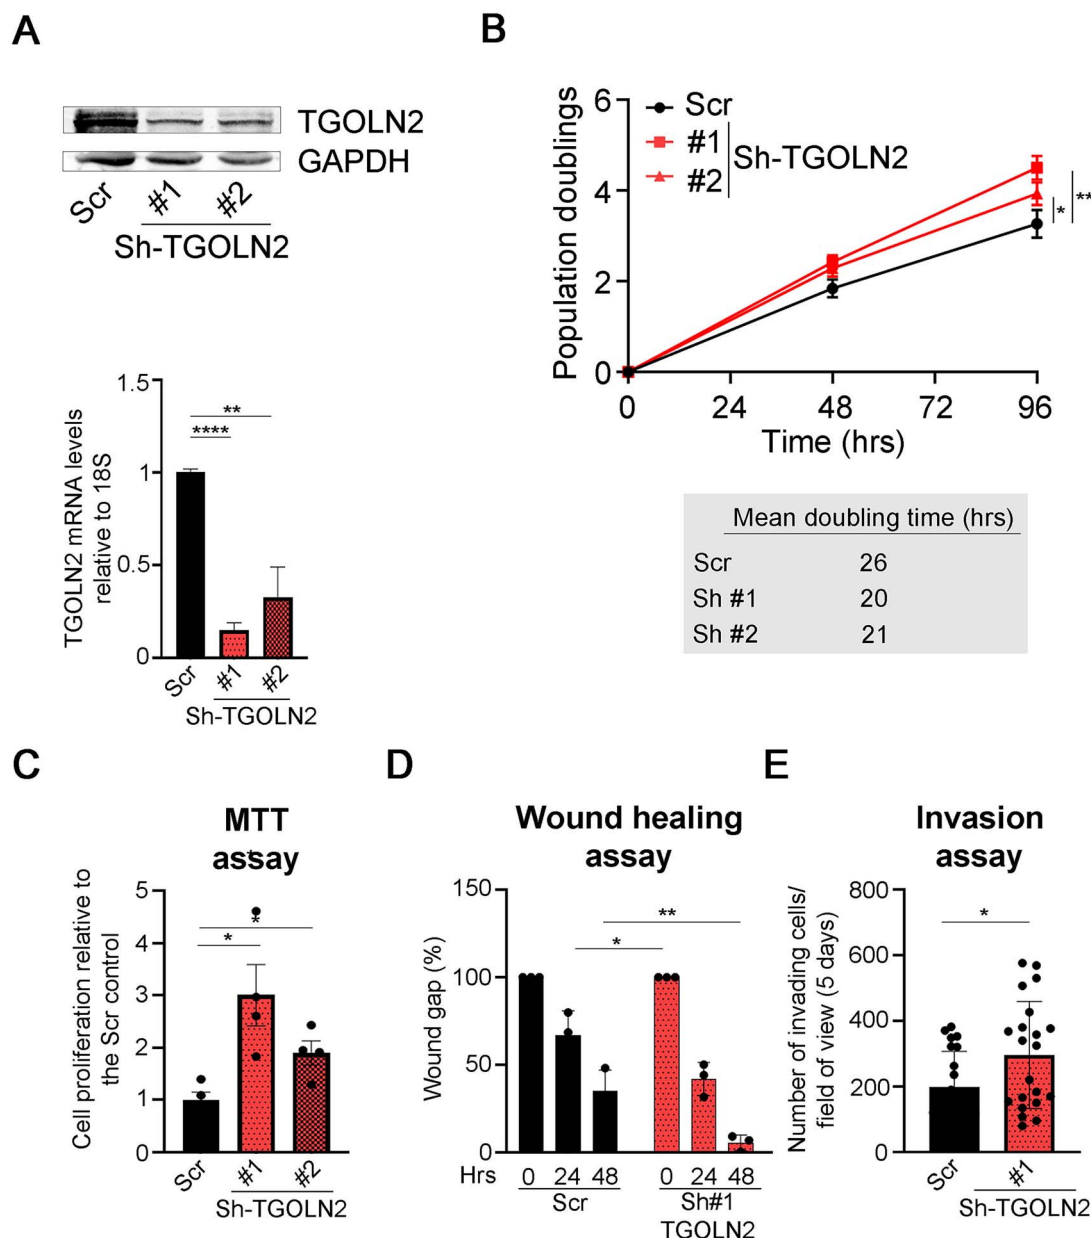 A
TGOLN2
GAPDH
Scr #1 #2
Sh-TGOLN2
1.5
1
0.5
0
TGOLN2 mRNA levels
relative to 18S
**
****
Scr #1 #2
Sh-TGOLN2
B
6
4
2
0
Population doublings
Scr
#1
#2
Sh-TGOLN2
* **
0 24 48 72 96
Time (hrs)
Mean doubling time (hrs)
Scr 26
Sh #1 20
Sh #2 21
C
MTT
assay
Cell proliferation relative to
the Scr control
5
4
3
2
1
0
*
*
Scr #1 #2
Sh-TGOLN2
D
Wound healing
assay
Wound gap (%)
150
100
50
0
**
*
Hrs 0 24 48 0 24 48
Scr Sh#1
TGOLN2
E
Invasion
assay
Number of invading cells/
field of view (5 days)
800
600
400
200
0
*
Scr #1
Sh-TGOLN2